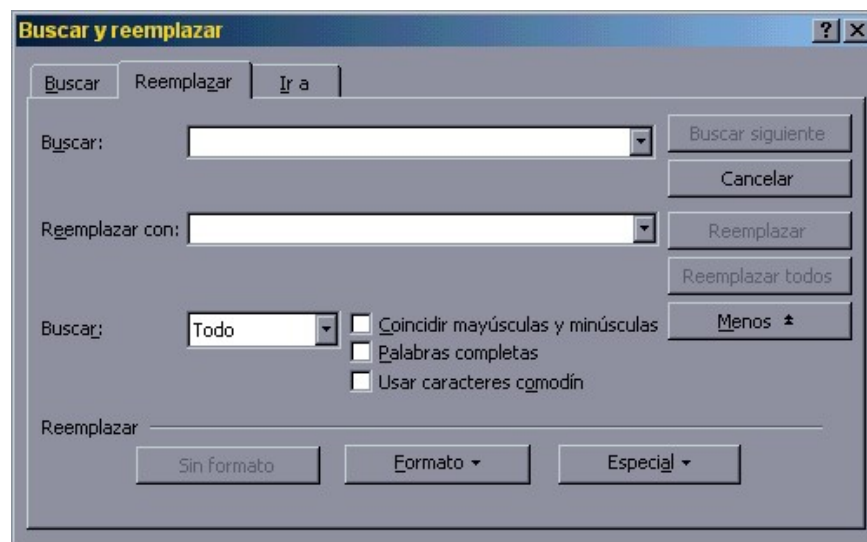 Buscar y reemplazar
Buscar Reemplazar Ir a
Buscar: Buscar siguiente
Cancelar
Reemplazar con: Reemplazar
Reemplazar todos
Buscar: Todo Coincidir mayúsculas y minúsculas Menos
Palabras completas
Usar caracteres comodín
Reemplazar
Sin formato Formato Especial